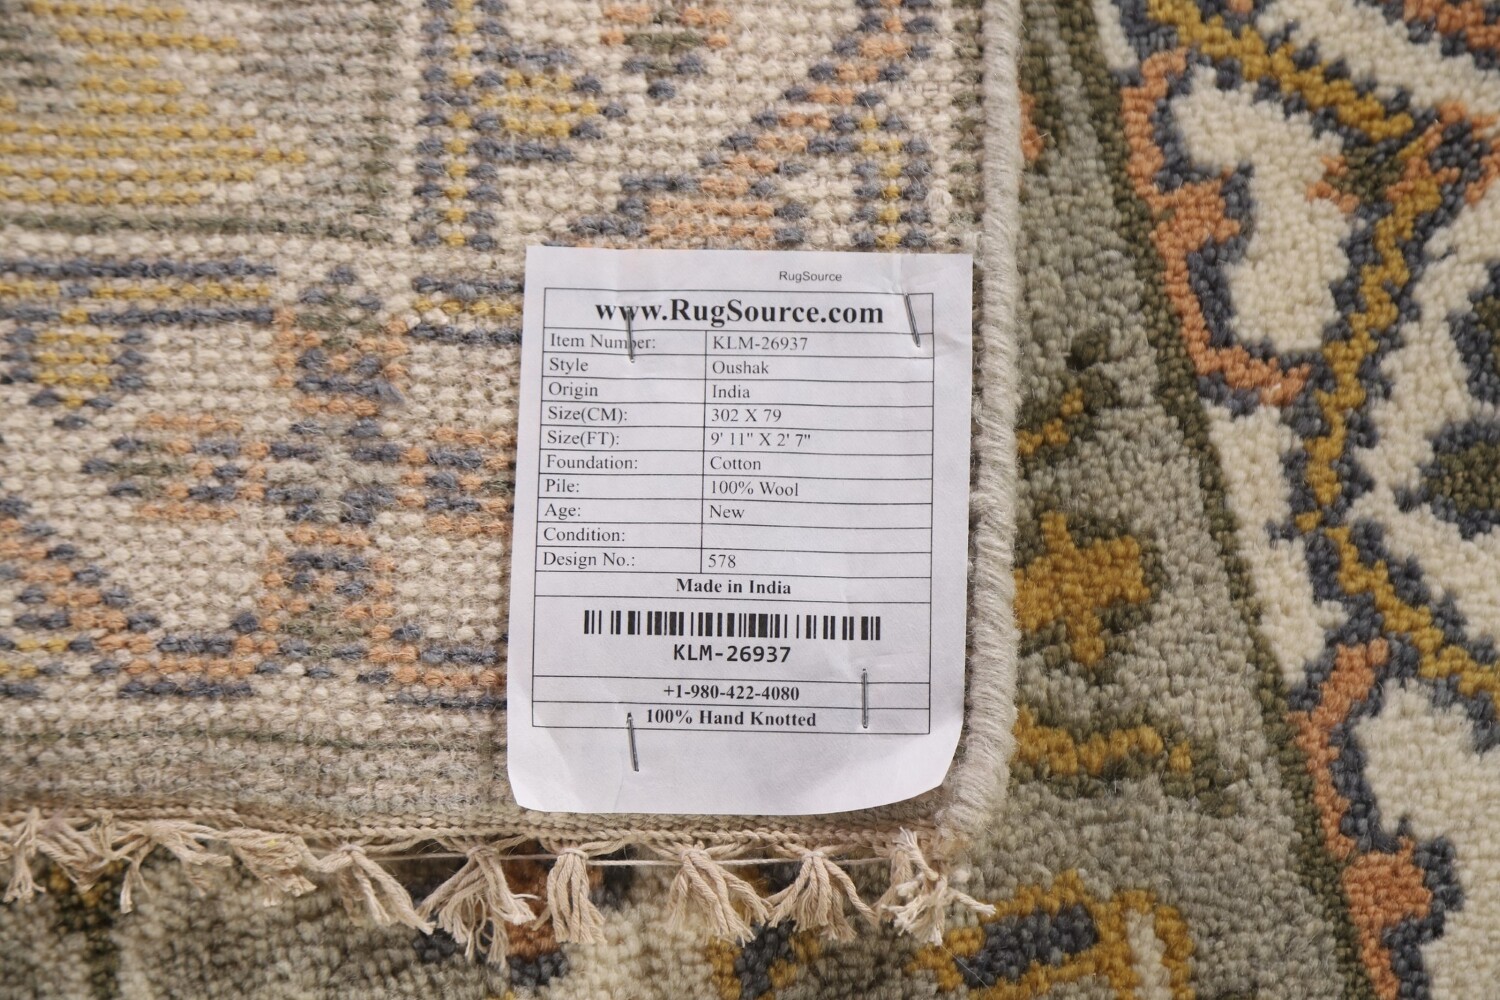 RugSource
www.RugSource.com
Item Number: KLM-26937
Style Oushak
Origin India
Size(CM): 302 X 79
Size(FT): 9' 11" X 2' 7"
Foundation: Cotton
Pile: 100% Wool
Age: New
Condition:
Design No.: 578
Made in India
KLM-26937
+1-980-422-4080
100% Hand Knotted